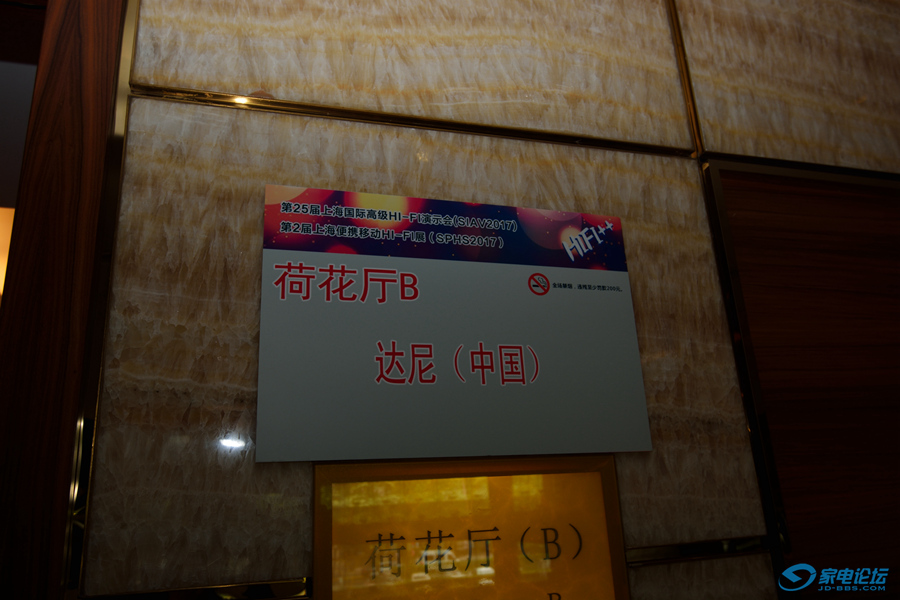 第25届上海国际高级HI-FI演示会(SIAV2017)
第2届上海便携移动HI-FI展（SPHS2017）
HIFI++
荷花厅B
达尼（中国）
荷花厅（B）
家电论坛
JD-BBS.COM